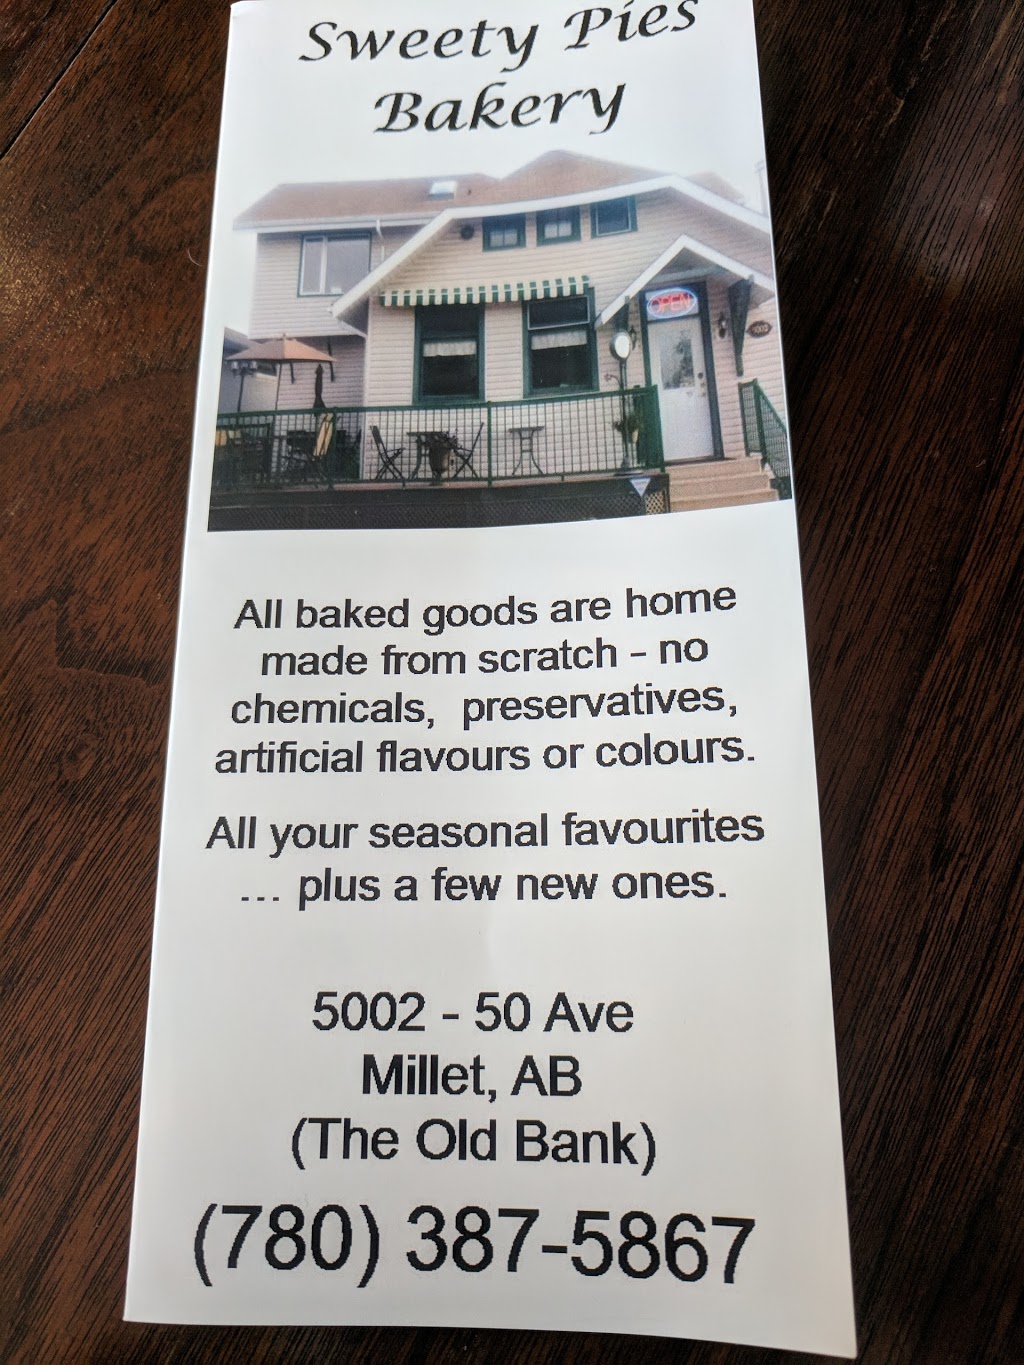 Sweety Pies
Bakery
OPEN
5002
All baked goods are home
made from scratch – no
chemicals, preservatives,
artificial flavours or colours.
All your seasonal favourites
... plus a few new ones.
5002 - 50 Ave
Millet, AB
(The Old Bank)
(780) 387-5867